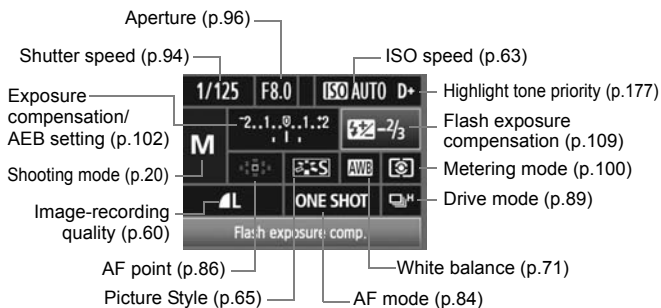 Aperture (p.96)
Shutter speed (p.94)
ISO speed (p.63)
1/125 F8.0 ISO AUTO D+
Highlight tone priority (p.177)
Exposure
compensation/
AEB setting (p.102)
-2..1..0..1..+2
-2/3
Flash exposure
compensation (p.109)
M
Shooting mode (p.20)
S AWB
Metering mode (p.100)
Image-recording
quality (p.60)
L ONE SHOT H
Drive mode (p.89)
Flash exposure comp.
AF point (p.86)
White balance (p.71)
Picture Style (p.65)
AF mode (p.84)